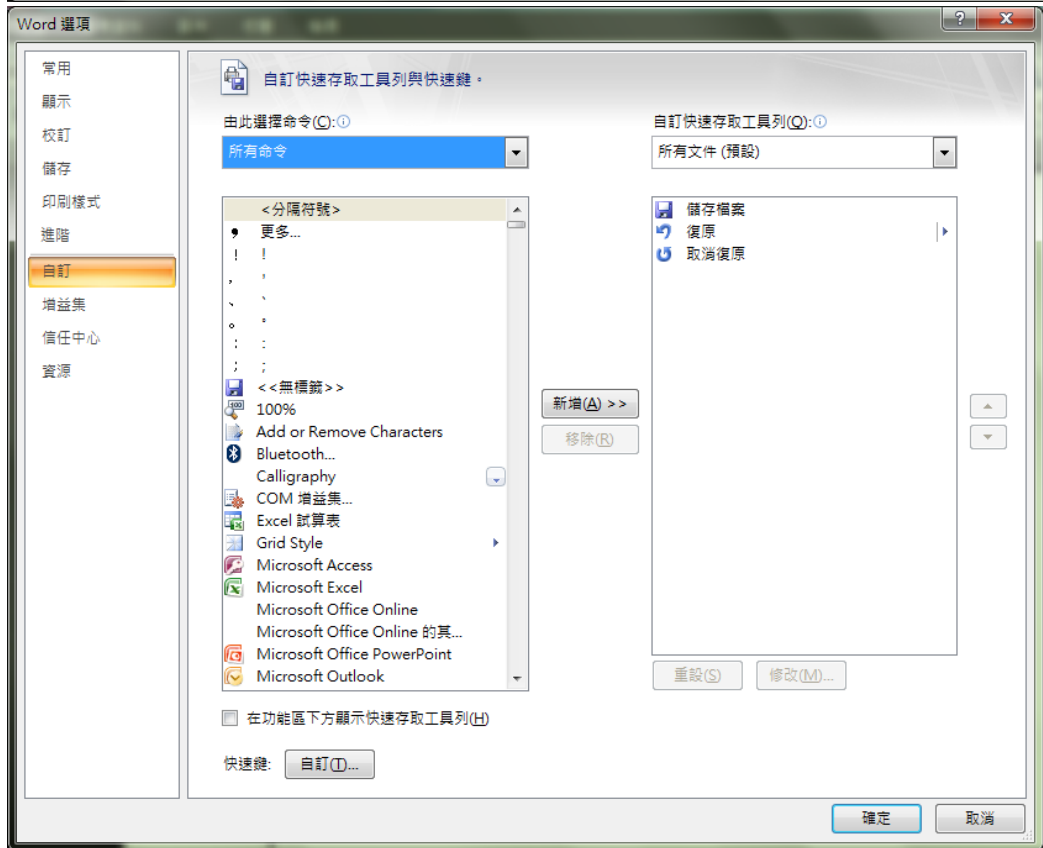 Word 選項
常用
顯示
校訂
儲存
印刷樣式
進階
自訂
增益集
信任中心
資源
自訂快速存取工具列與快速鍵。
由此選擇命令(C):
所有命令
<分隔符號>
更多...
!
,
、
。
:
;
<<無標籤>>
100%
Add or Remove Characters
Bluetooth...
Calligraphy
COM 增益集...
Excel 試算表
Grid Style
Microsoft Access
Microsoft Excel
Microsoft Office Online
Microsoft Office Online 的其...
Microsoft Office PowerPoint
Microsoft Outlook
新增(A) >>
移除(R)
自訂快速存取工具列(Q):
所有文件 (預設)
儲存檔案
復原
取消復原
重設(S)
修改(M)...
在功能區下方顯示快速存取工具列(H)
快速鍵:
自訂(T)...
確定
取消